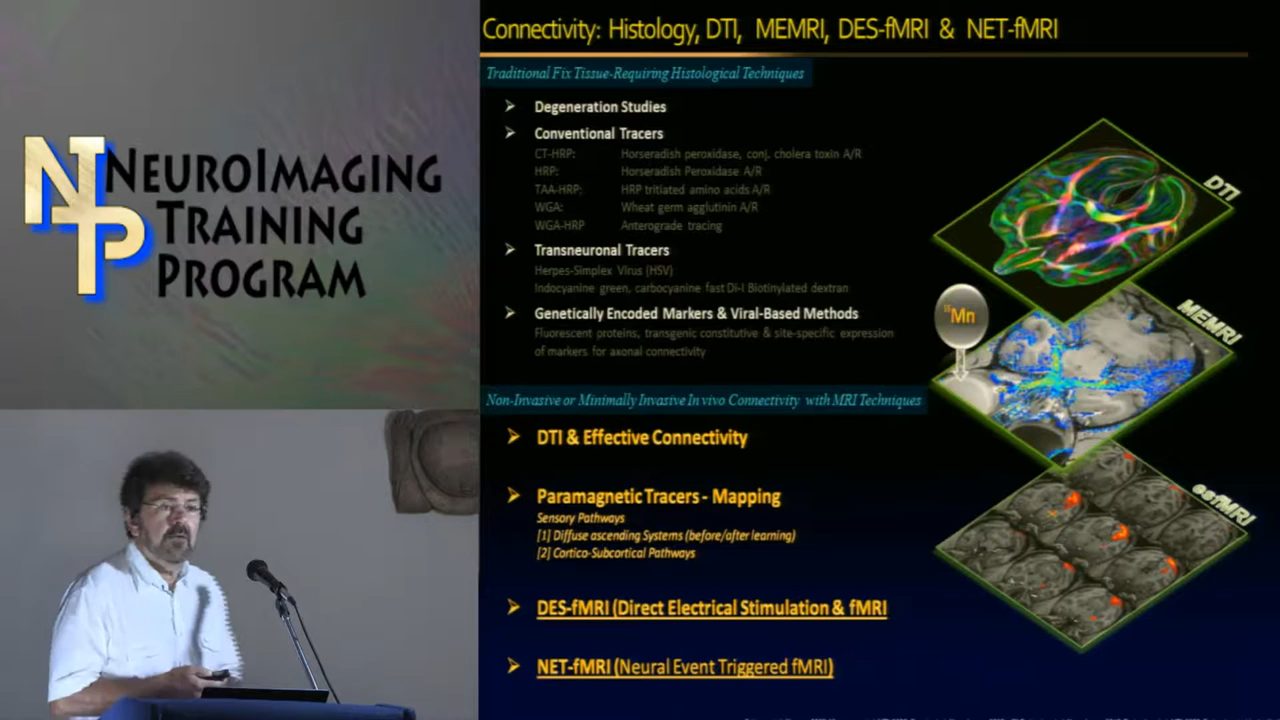 NEUROIMAGING
TRAINING
PROGRAM
NTP
Connectivity: Histology, DTI, MEMRI, DES-fMRI & NET-fMRI
Traditional Fix Tissue-Requiring Histological Techniques
➢ Degeneration Studies
➢ Conventional Tracers
CT-HRP: Horseradish peroxidase, conj. cholera toxin A/R
HRP: Horseradish Peroxidase A/R
TAA-HRP: HRP tritiated amino acids A/R
WGA: Wheat germ agglutinin A/R
WGA-HRP Anterograde tracing
➢ Transneuronal Tracers
Herpes-Simplex Virus (HSV)
Indocyanine green, carbocyanine fast Di-I Biotinylated dextran
➢ Genetically Encoded Markers & Viral-Based Methods
Fluorescent proteins, transgenic constitutive & site-specific expression
of markers for axonal connectivity
Non-Invasive or Minimally Invasive In vivo Connectivity with MRI Techniques
➢ DTI & Effective Connectivity
➢ Paramagnetic Tracers - Mapping
Sensory Pathways
[1] Diffuse ascending Systems (before/after learning)
[2] Cortico-Subcortical Pathways
➢ DES-fMRI (Direct Electrical Stimulation & fMRI
➢ NET-fMRI (Neural Event Triggered fMRI)
DTI
55Mn
MEMRI
esfMRI